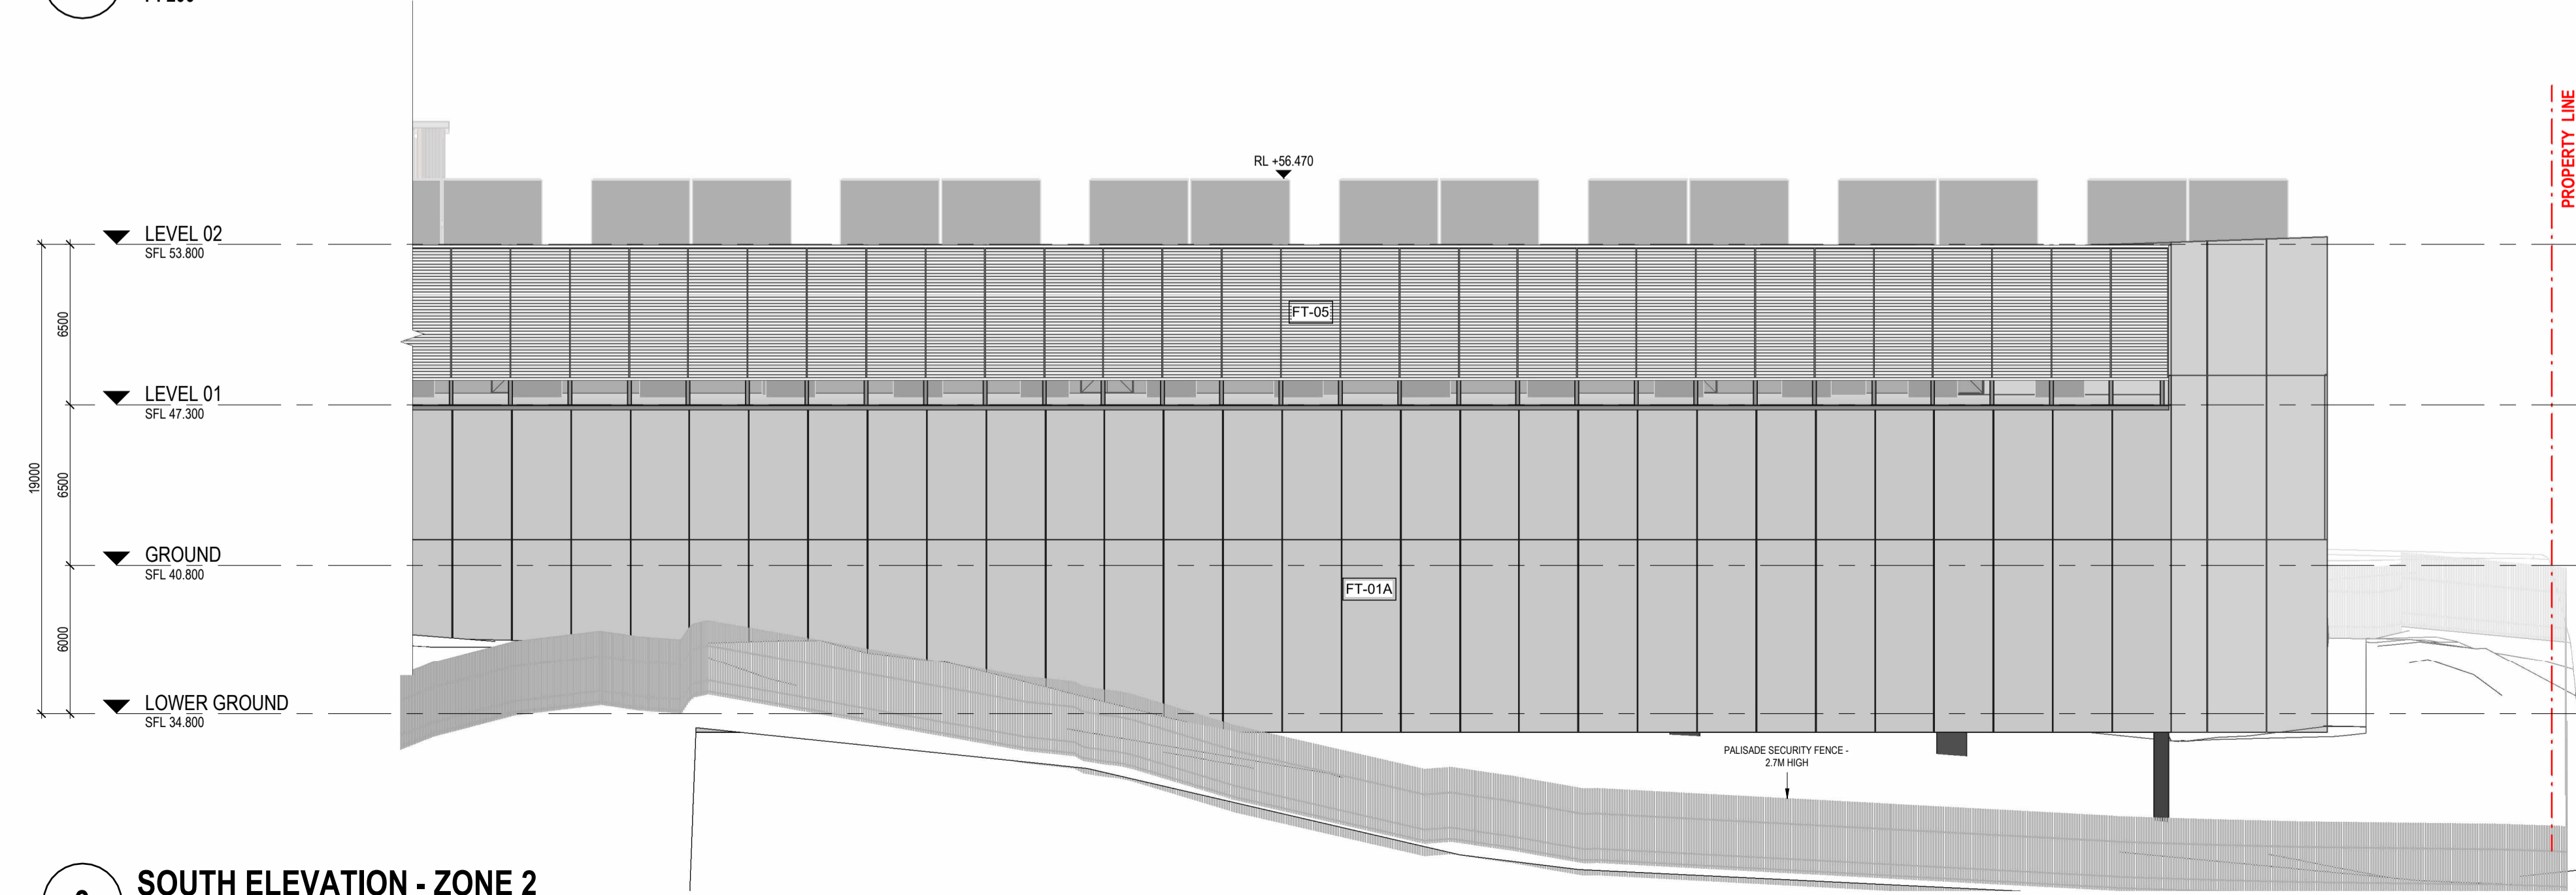 RL +56.470
PROPERTY LINE
LEVEL 02
SFL 53.800
6500
FT-05
LEVEL 01
SFL 47.300
19000
6500
GROUND
SFL 40.800
FT-01A
6000
LOWER GROUND
SFL 34.800
PALISADE SECURITY FENCE -
2.7M HIGH
SOUTH ELEVATION - ZONE 2